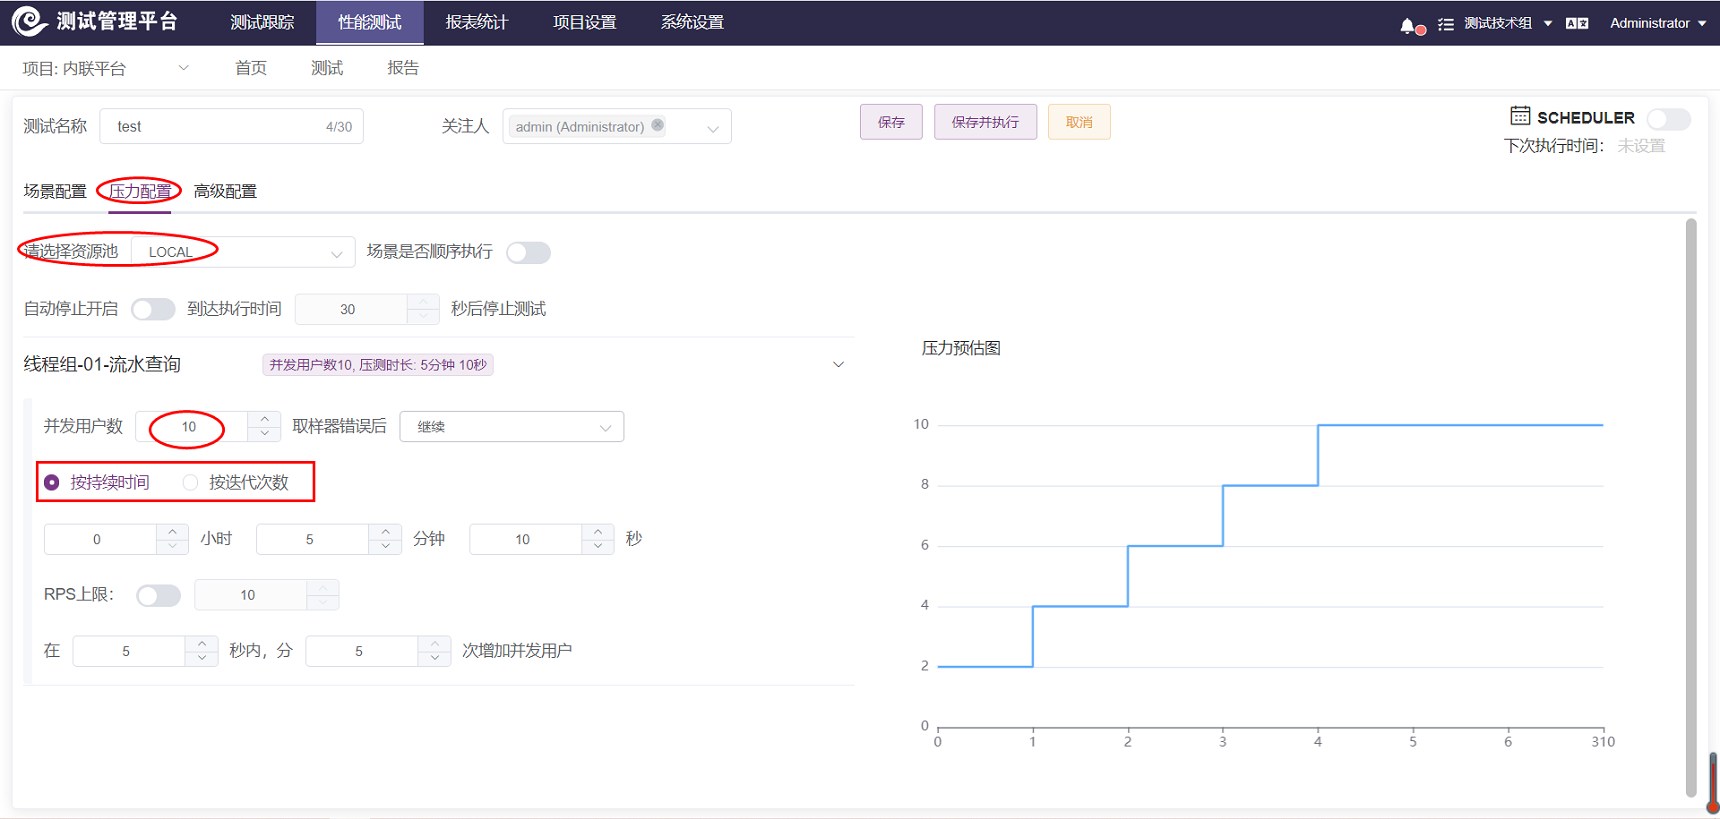 测试管理平台 测试跟踪 性能测试 报表统计 项目设置 系统设置 测试技术组 Administrator
项目: 内联平台 首页 测试 报告
测试名称 test 4/30 关注人 admin (Administrator) 保存 保存并执行 取消 SCHEDULER
下次执行时间： 未设置
场景配置 压力配置 高级配置
请选择资源池 LOCAL 场景是否顺序执行
自动停止开启 到达执行时间 30 秒后停止测试
线程组-01-流水查询 并发用户数10, 压测时长: 5分钟 10秒
并发用户数 10 取样器错误后 继续
按持续时间 按迭代次数
0 小时 5 分钟 10 秒
RPS上限： 10
在 5 秒内，分 5 次增加并发用户
压力预估图
10
8
6
4
2
0
0 1 2 3 4 5 6 310